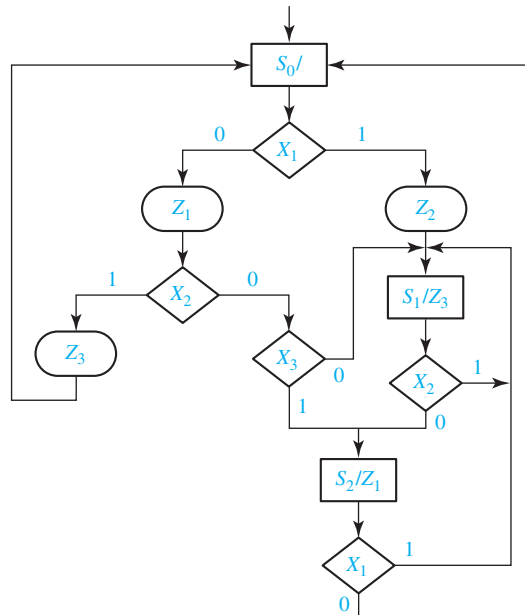 S₀/
0 X₁ 1
Z₁ Z₂
1 X₂ 0
S₁/Z₃
Z₃ X₃ 0 X₂ 1
1 0
S₂/Z₁
X₁ 1
0